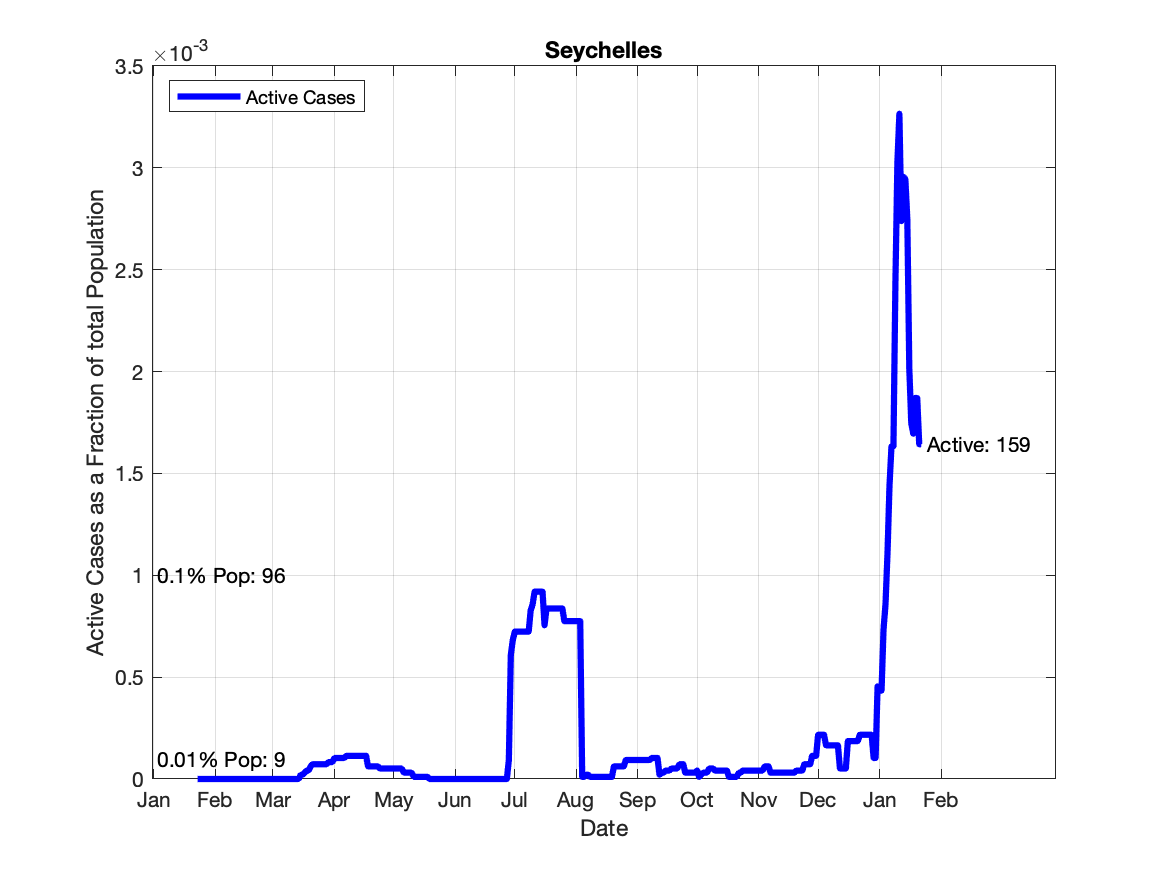 Seychelles
×10-3
3.5
3
2.5
2
1.5
1
0.5
0
Active Cases as a Fraction of total Population
Active Cases
Active: 159
0.1% Pop: 96
0.01% Pop: 9
Jan Feb Mar Apr May Jun Jul Aug Sep Oct Nov Dec Jan Feb
Date